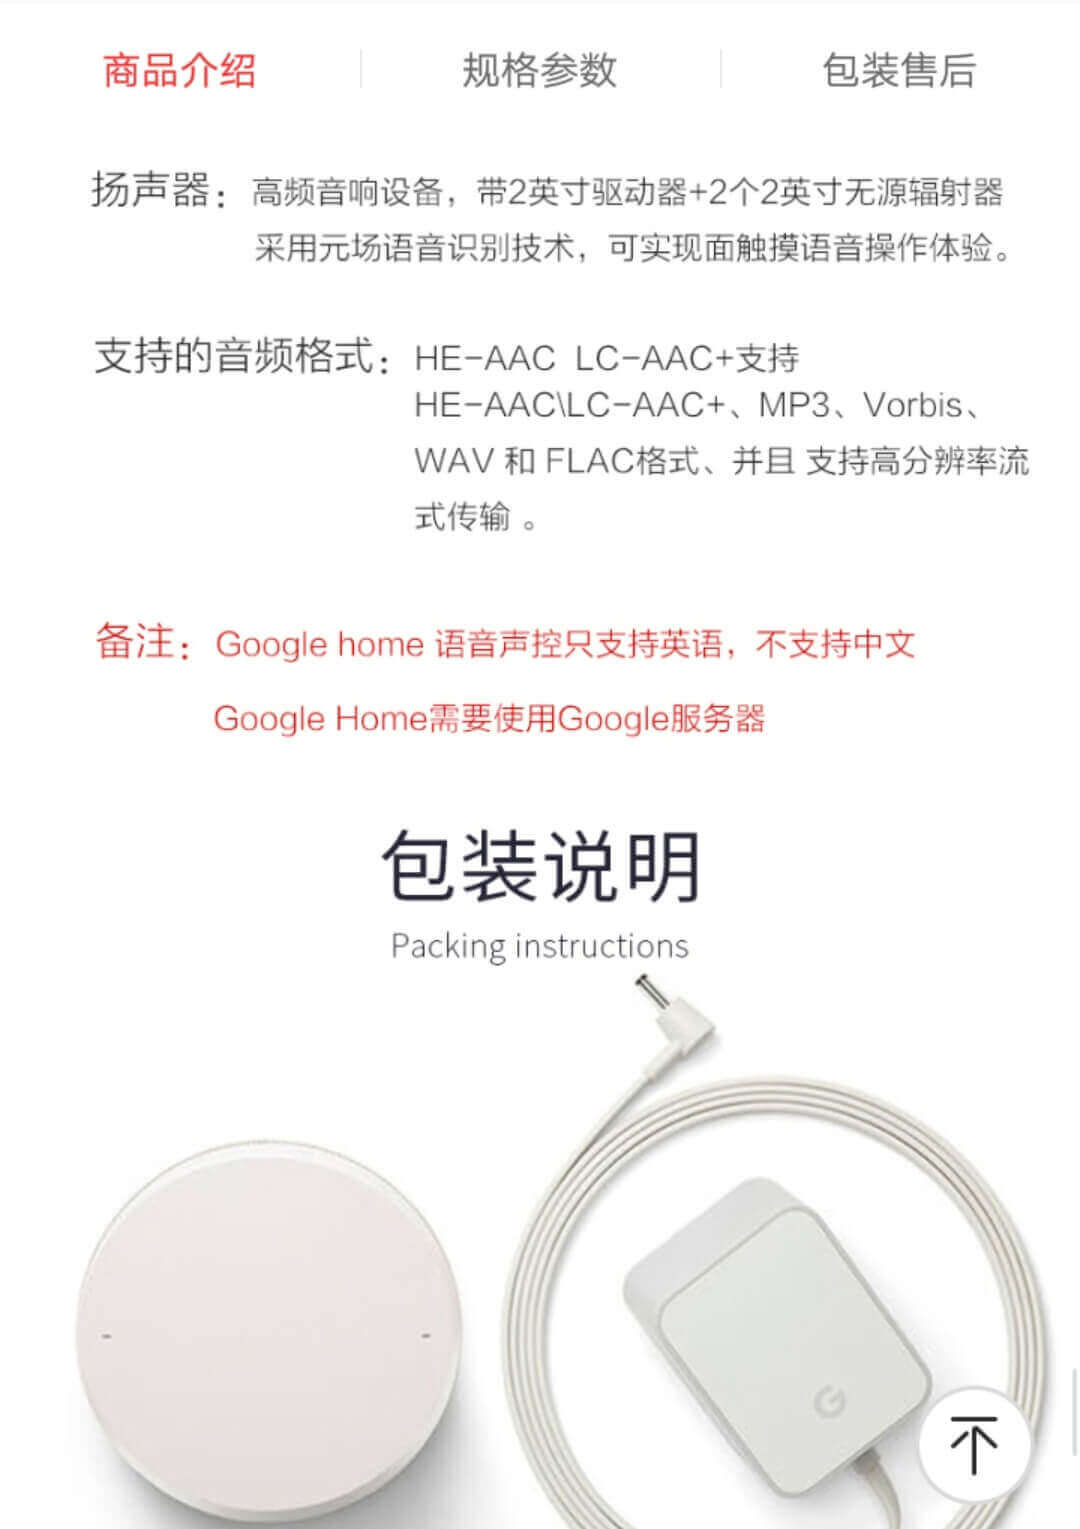 商品介绍
规格参数
包装售后
扬声器：高频音响设备，带2英寸驱动器+2个2英寸无源辐射器
采用元场语音识别技术，可实现面触摸语音操作体验。
支持的音频格式：HE-AAC LC-AAC+支持
HE-AAC\LC-AAC+、MP3、Vorbis、
WAV 和 FLAC格式、并且 支持高分辨率流
式传输 。
备注：Google home 语音声控只支持英语，不支持中文
Google Home需要使用Google服务器
包装说明
Packing instructions
G